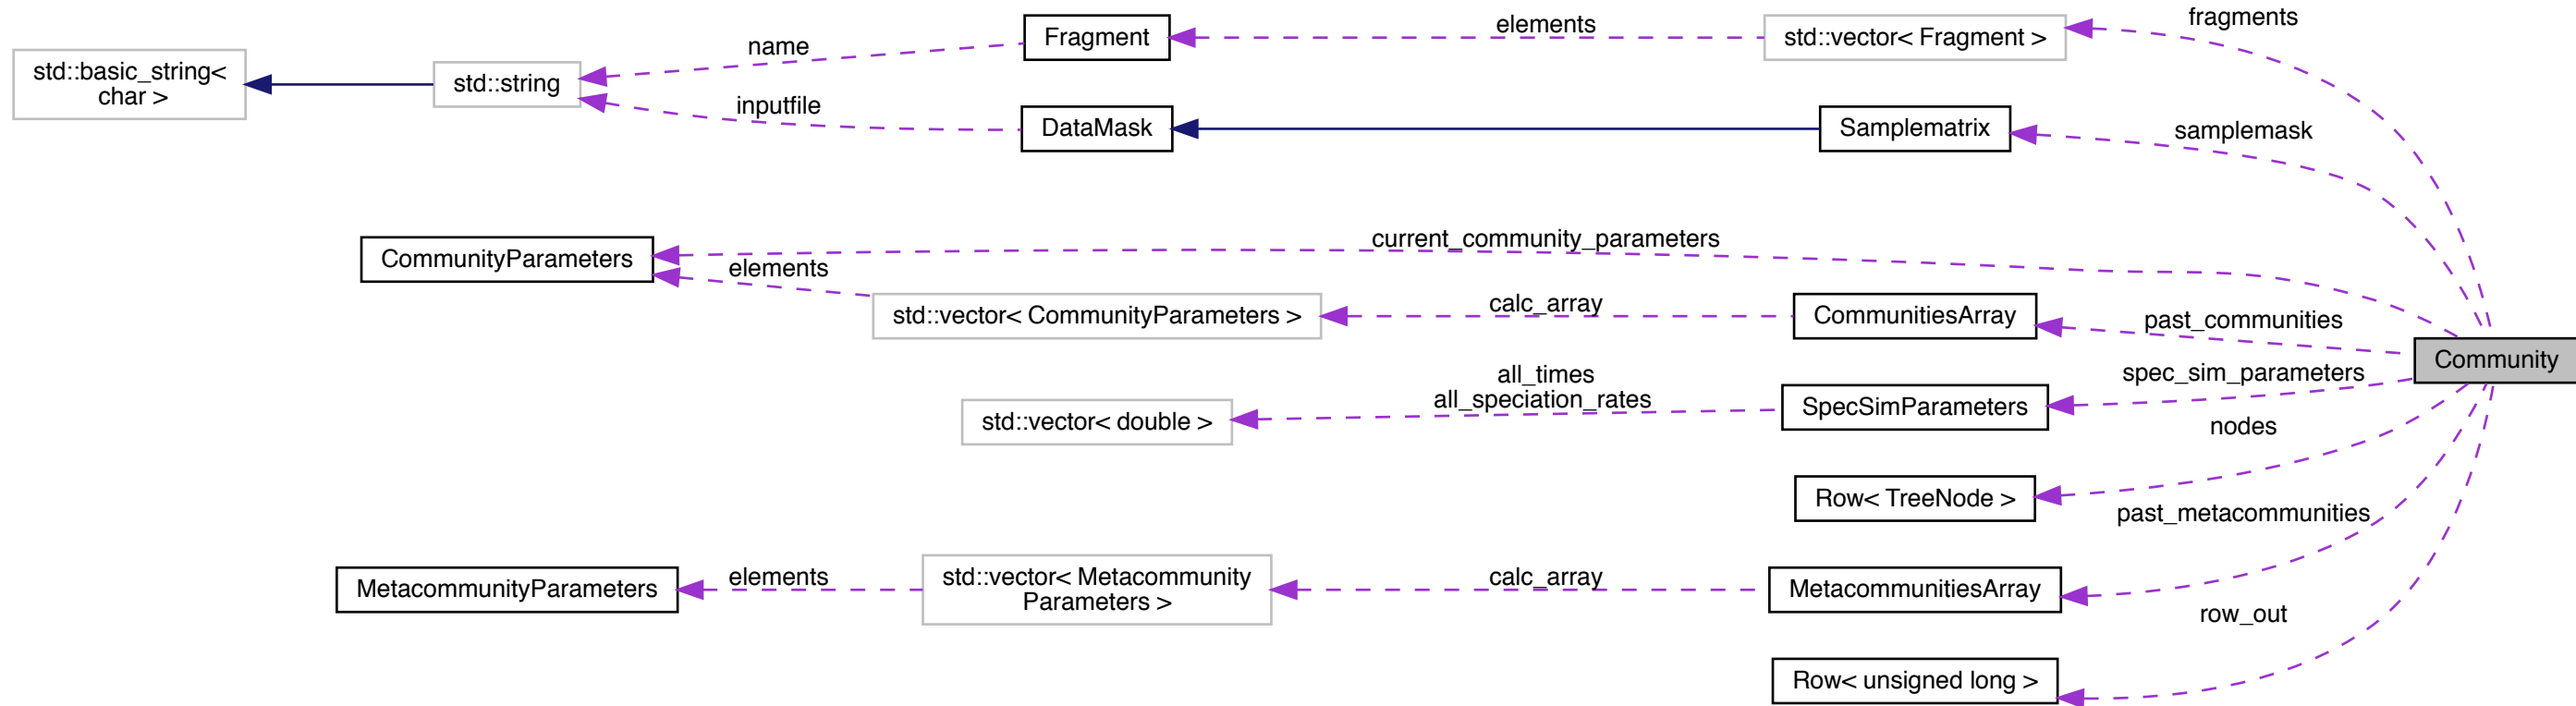 fragments
elements
Fragment
std::vector< Fragment >
name
std::basic_string<
char >
std::string
inputfile
DataMask
Samplematrix
samplemask
current_community_parameters
CommunityParameters
elements
std::vector< CommunityParameters >
calc_array
CommunitiesArray
past_communities
Community
spec_sim_parameters
all_times
all_speciation_rates
std::vector< double >
SpecSimParameters
nodes
Row< TreeNode >
past_metacommunities
MetacommunityParameters
elements
std::vector< Metacommunity
Parameters >
calc_array
MetacommunitiesArray
row_out
Row< unsigned long >